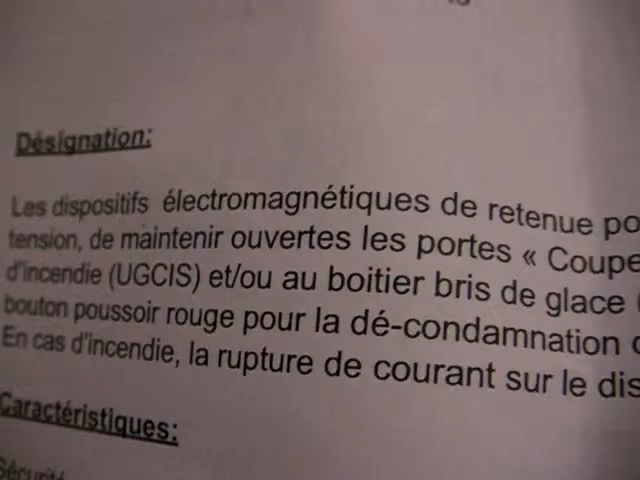 Désignation:
Les dispositifs électromagnétiques de retenue po
tension, de maintenir ouvertes les portes « Coupe
d'incendie (UGCIS) et/ou au boitier bris de glace
bouton poussoir rouge pour la dé-condamnation
En cas d'incendie, la rupture de courant sur le dis
Caractéristiques:
Sécurité